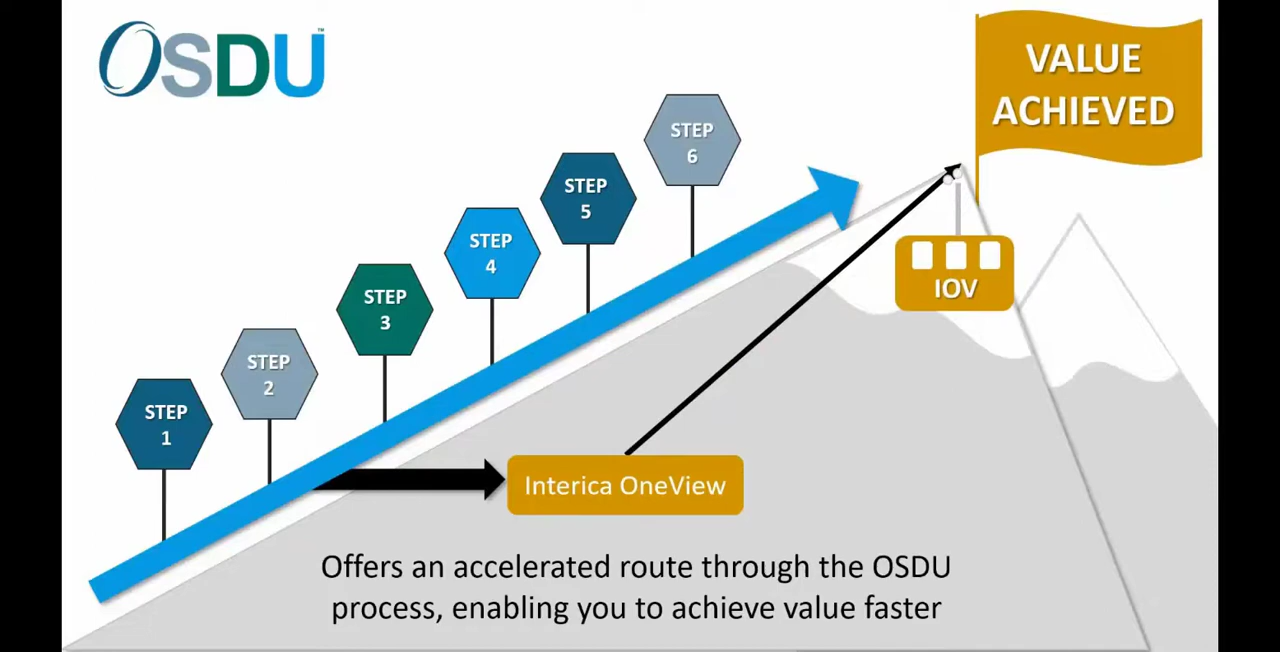 OSDU™
VALUE
ACHIEVED
STEP
6
STEP
5
STEP
4
STEP
3
STEP
2
STEP
1
IOV
Interica OneView
Offers an accelerated route through the OSDU
process, enabling you to achieve value faster